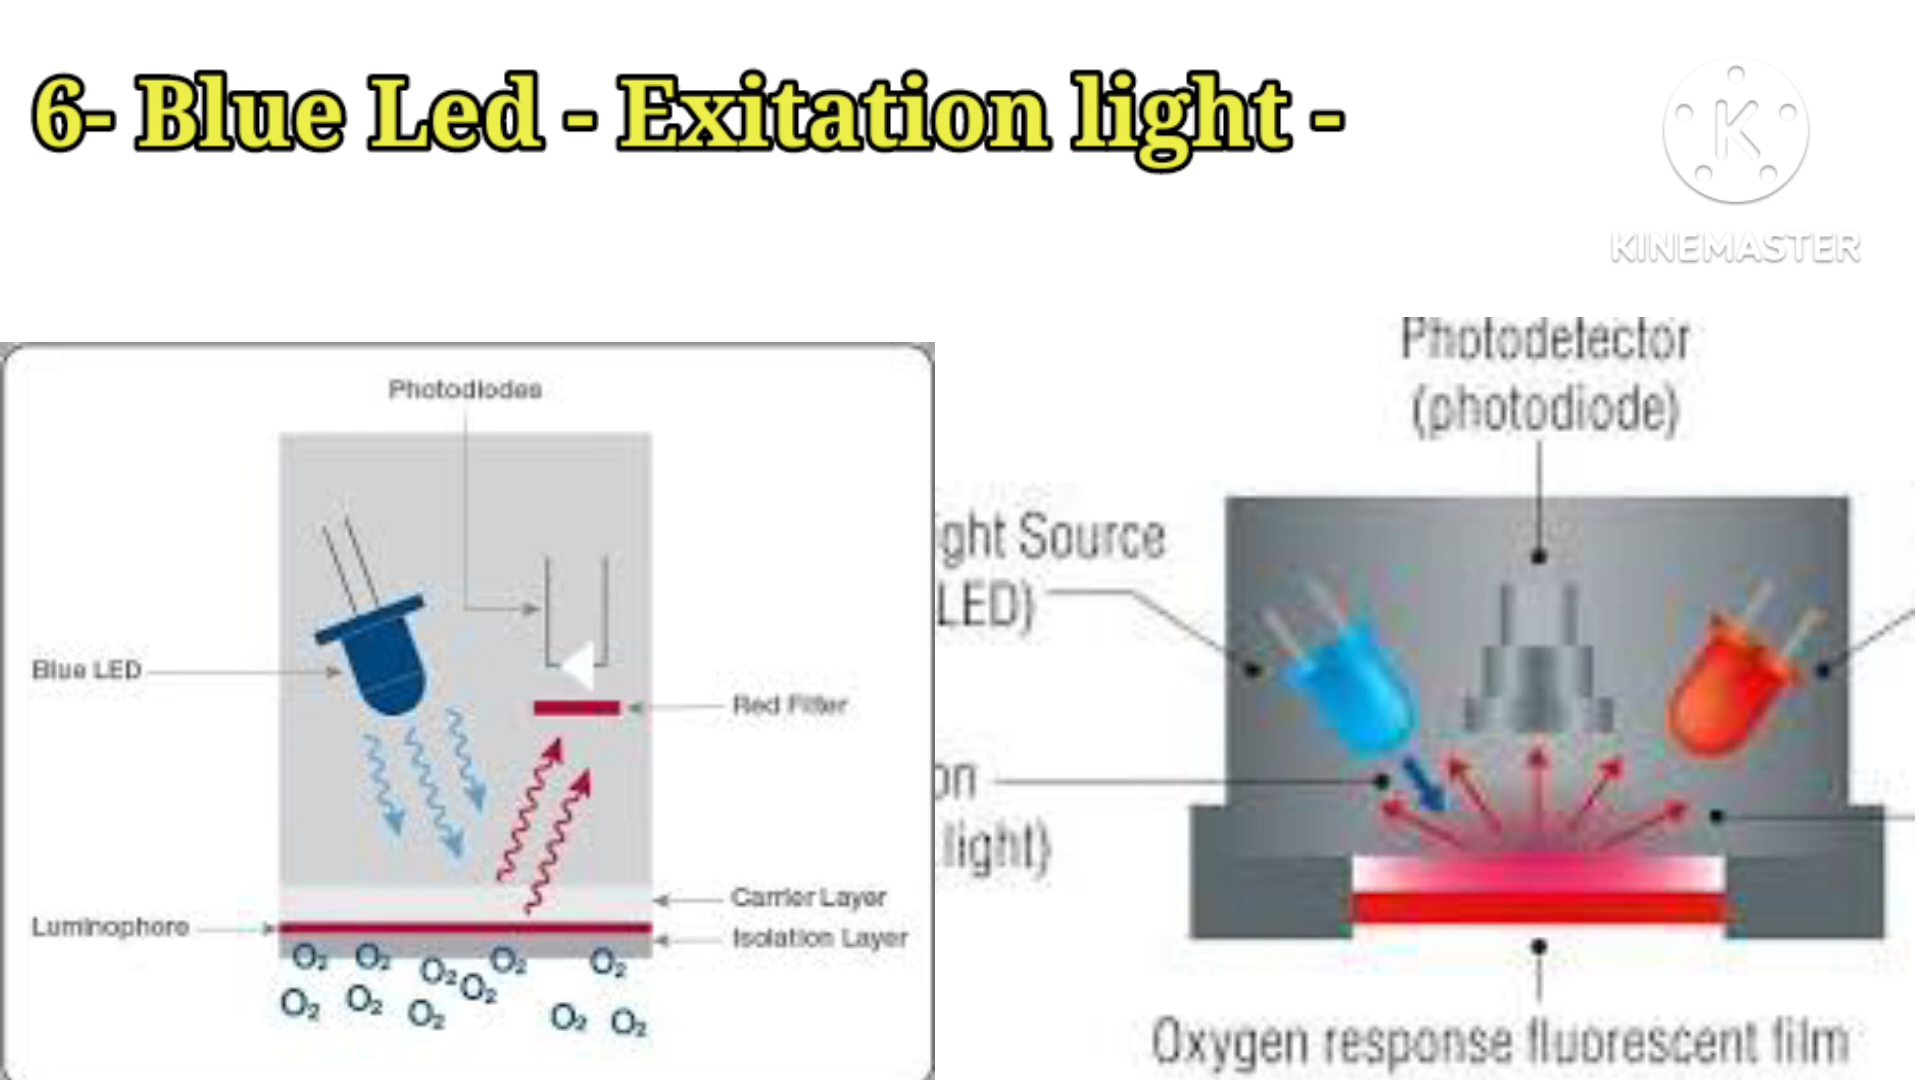 6- Blue Led - Exitation light -
KINEMASTER
Photodiodes
Blue LED
Red Filter
Carrier Layer
Luminophore
Isolation Layer
O₂ O₂ O₂ O₂ O₂ O₂
O₂ O₂ O₂ O₂ O₂
Photodetector
(photodiode)
ght Source
LED)
on
light)
Oxygen response fluorescent film